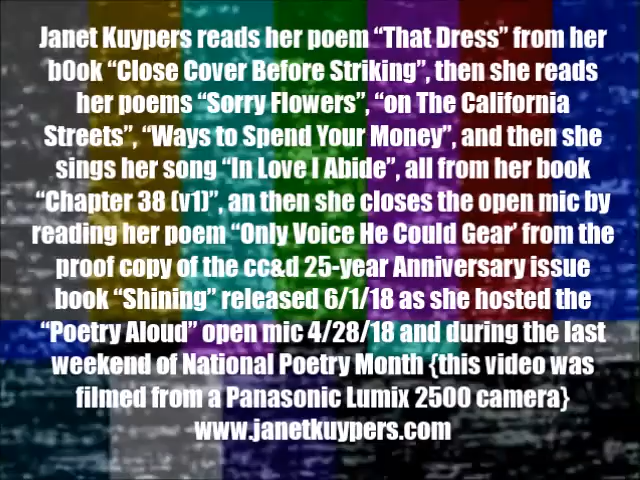 Janet Kuypers reads her poem “That Dress” from her
b0ok “Close Cover Before Striking”, then she reads
her poems “Sorry Flowers”, “on The California
Streets”, “Ways to Spend Your Money”, and then she
sings her song “In Love I Abide”, all from her book
“Chapter 38 (v1)”, an then she closes the open mic by
reading her poem “Only Voice He Could Gear’ from the
proof copy of the cc&d 25-year Anniversary issue
book “Shining” released 6/1/18 as she hosted the
“Poetry Aloud” open mic 4/28/18 and during the last
weekend of National Poetry Month {this video was
filmed from a Panasonic Lumix 2500 camera}
www.janetkuypers.com